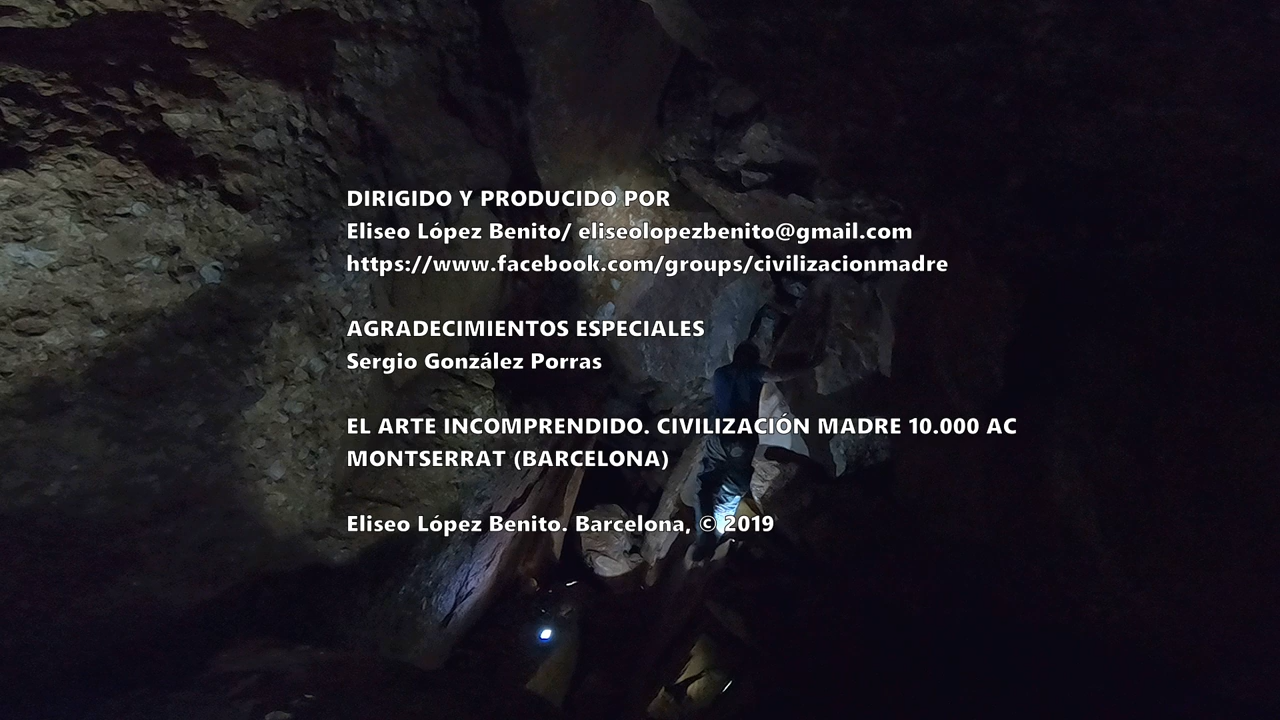 DIRIGIDO Y PRODUCIDO POR
Eliseo López Benito/ eliseolopezbenito@gmail.com
https://www.facebook.com/groups/civilizacionmadre
AGRADECIMIENTOS ESPECIALES
Sergio González Porras
EL ARTE INCOMPRENDIDO. CIVILIZACIÓN MADRE 10.000 AC
MONTSERRAT (BARCELONA)
Eliseo López Benito. Barcelona, © 2019